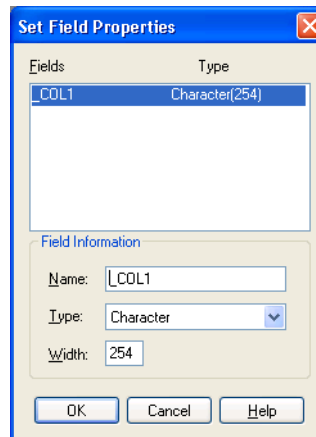 Set Field Properties
Fields Type
_COL1 Character(254)
Field Information
Name: _COL1
Type: Character
Width: 254
OK Cancel Help